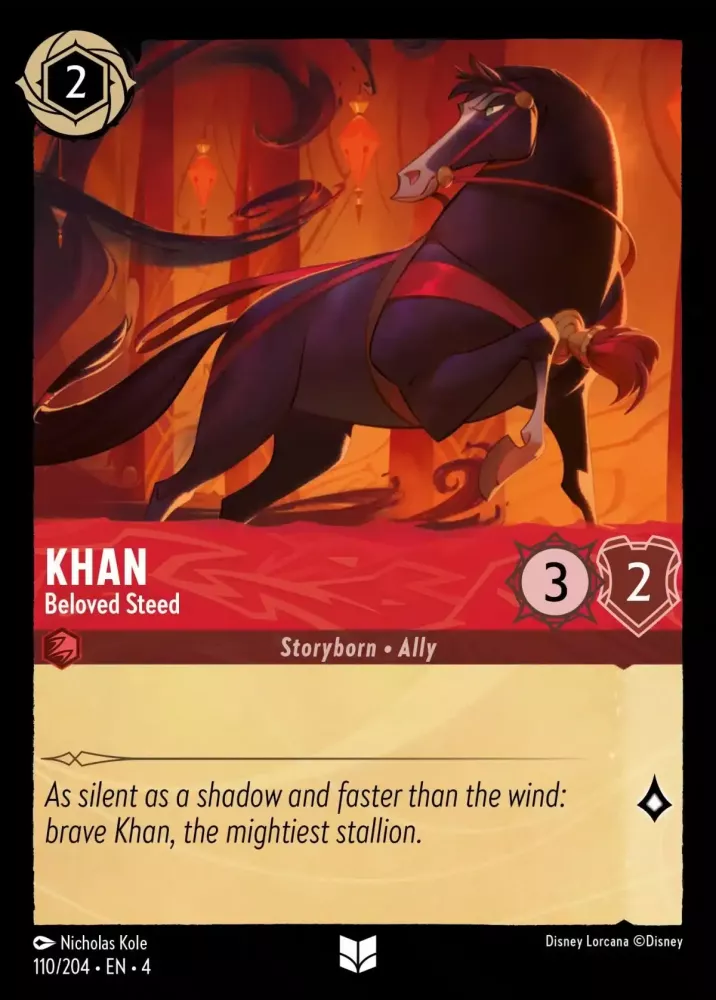 2
KHAN
Beloved Steed
3
2
Storyborn • Ally
As silent as a shadow and faster than the wind:
brave Khan, the mightiest stallion.
Nicholas Kole
Disney Lorcana ©Disney
110/204 • EN • 4